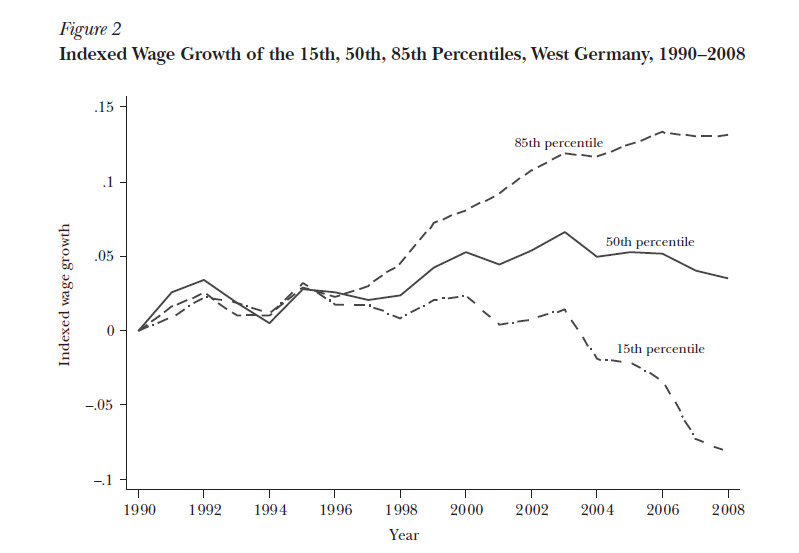 Figure 2
Indexed Wage Growth of the 15th, 50th, 85th Percentiles, West Germany, 1990–2008
.15
.1
.05
0
–.05
–.1
Indexed wage growth
85th percentile
50th percentile
15th percentile
1990 1992 1994 1996 1998 2000 2002 2004 2006 2008
Year